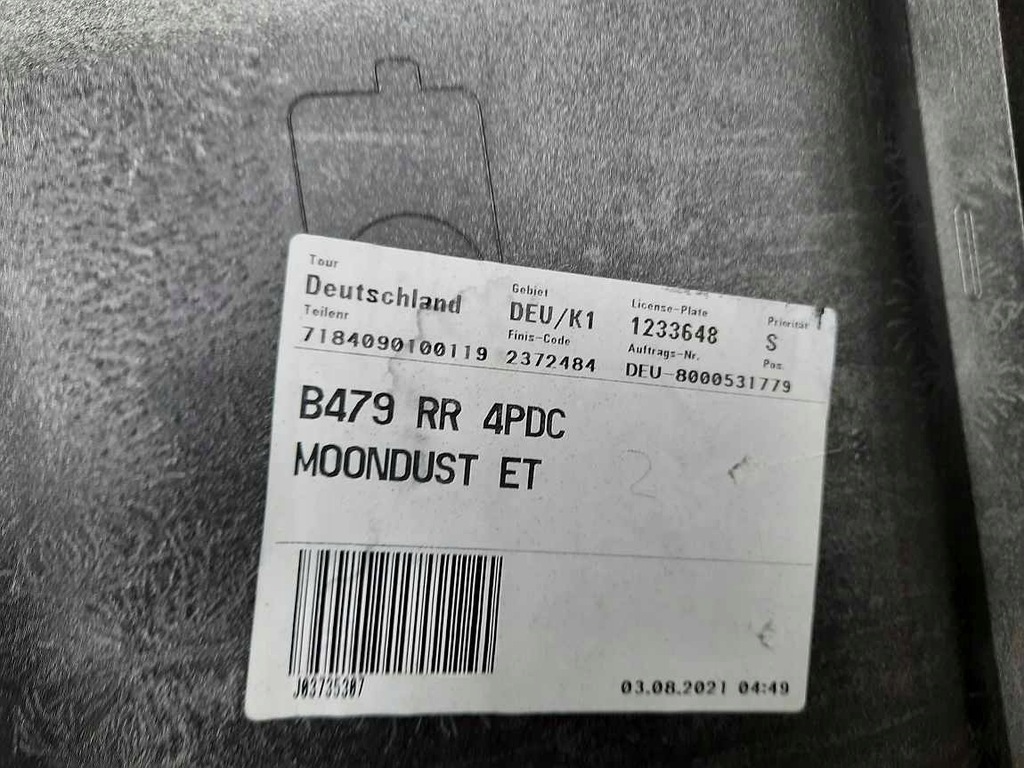 Tour Gebiet License-Plate Priorität
Deutschland DEU/K1 1233648 S
Teilenr Finis-Code Auftrags-Nr. Pos.
7184090100119 2372484 DEU-8000531779
B479 RR 4PDC
MOONDUST ET
2
J03735307
03.08.2021 04:49